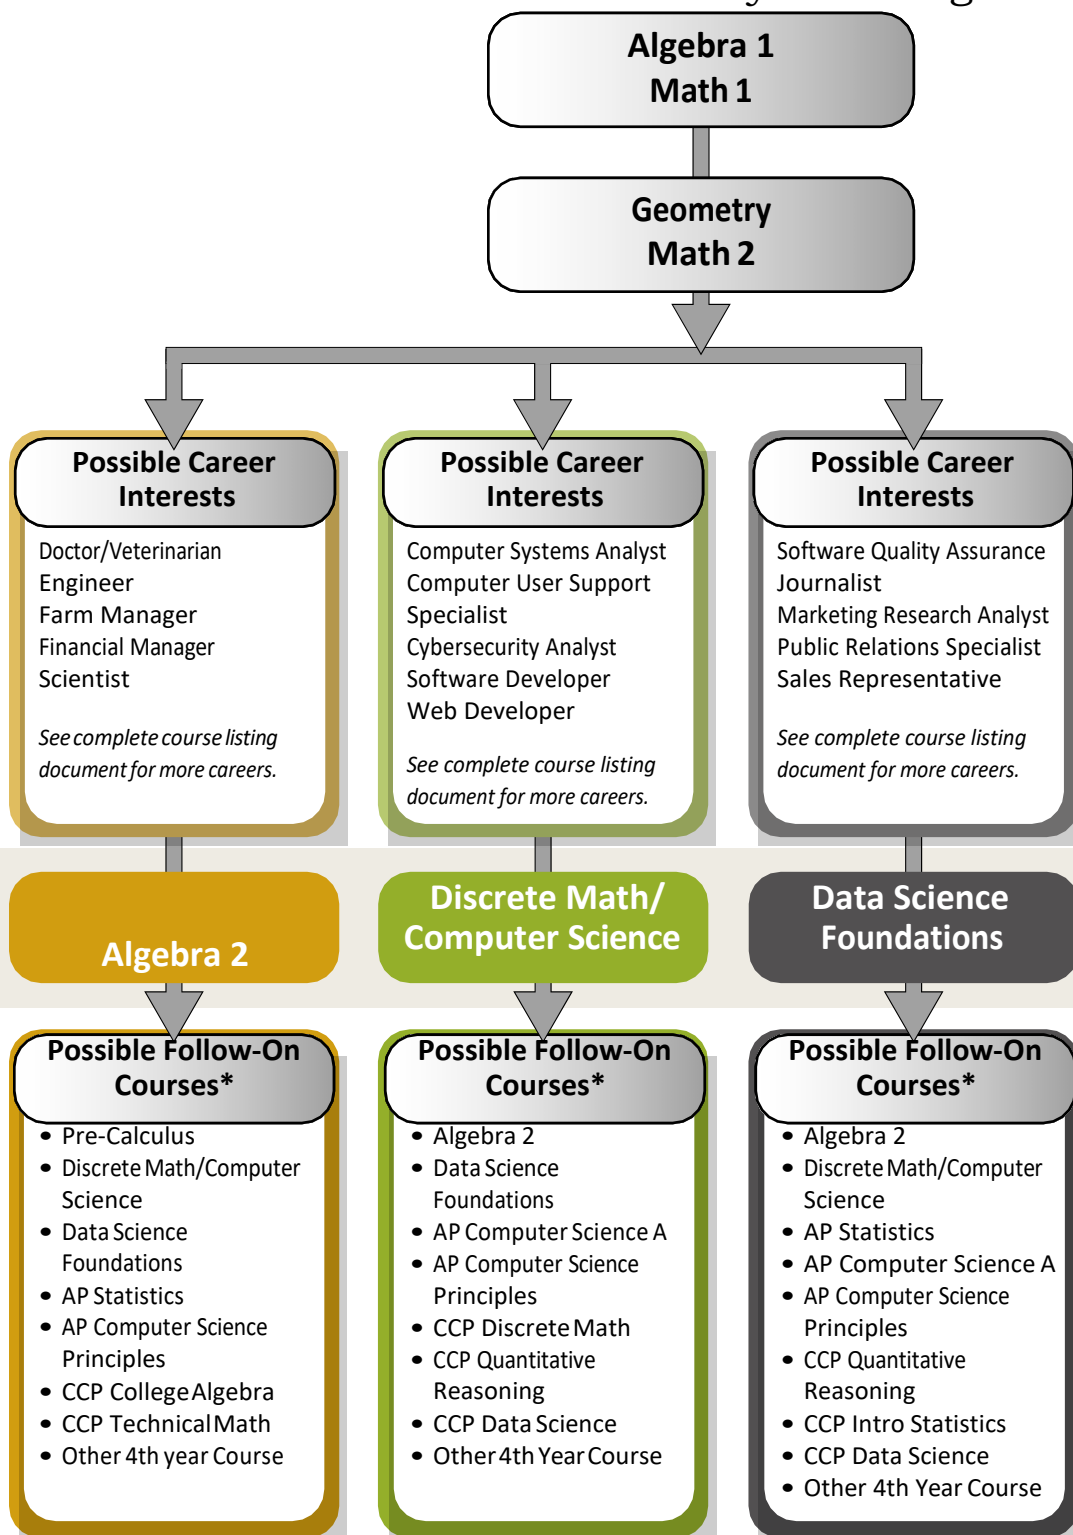 Algebra 1
Math 1
Geometry
Math 2
Possible Career
Interests
Doctor/Veterinarian
Engineer
Farm Manager
Financial Manager
Scientist
See complete course listing
document for more careers.
Possible Career
Interests
Computer Systems Analyst
Computer User Support
Specialist
Cybersecurity Analyst
Software Developer
Web Developer
See complete course listing
document for more careers.
Possible Career
Interests
Software Quality Assurance
Journalist
Marketing Research Analyst
Public Relations Specialist
Sales Representative
See complete course listing
document for more careers.
Algebra 2
Discrete Math/
Computer Science
Data Science
Foundations
Possible Follow-On
Courses*
• Pre-Calculus
• Discrete Math/Computer
Science
• Data Science
Foundations
• AP Statistics
• AP Computer Science
Principles
• CCP College Algebra
• CCP Technical Math
• Other 4th year Course
Possible Follow-On
Courses*
• Algebra 2
• Data Science
Foundations
• AP Computer Science A
• AP Computer Science
Principles
• CCP Discrete Math
• CCP Quantitative
Reasoning
• CCP Data Science
• Other 4th Year Course
Possible Follow-On
Courses*
• Algebra 2
• Discrete Math/Computer
Science
• AP Statistics
• AP Computer Science A
• AP Computer Science
Principles
• CCP Quantitative
Reasoning
• CCP Intro Statistics
• CCP Data Science
• Other 4th Year Course